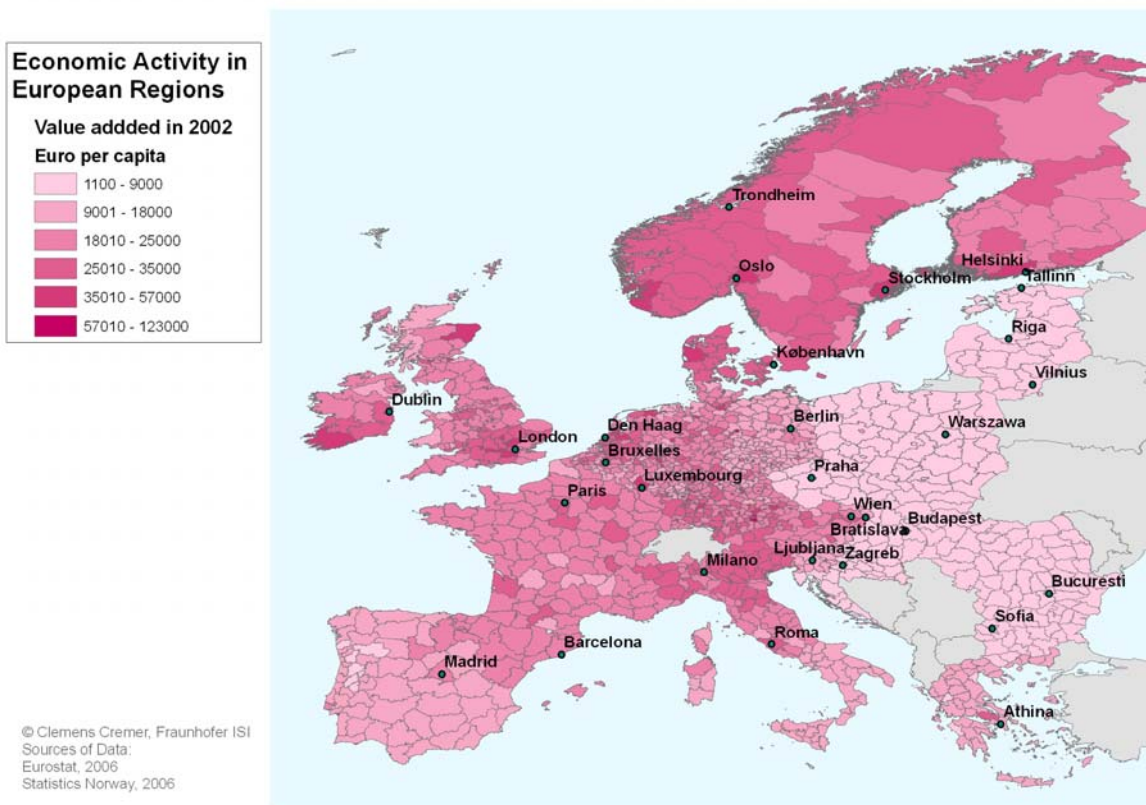 Economic Activity in
European Regions
Value addded in 2002
Euro per capita
1100 - 9000
9001 - 18000
18010 - 25000
25010 - 35000
35010 - 57000
57010 - 123000
Trondheim
Helsinki
Oslo
Stockholm
Tallinn
Riga
København
Vilnius
Dublin
Berlin
Warszawa
Den Haag
London
Bruxelles
Praha
Luxembourg
Paris
Wien
Budapest
Bratislava
Ljubljana
Zagreb
Milano
Bucuresti
Sofia
Roma
Barcelona
Madrid
Athina
© Clemens Cremer, Fraunhofer ISI
Sources of Data:
Eurostat, 2006
Statistics Norway, 2006